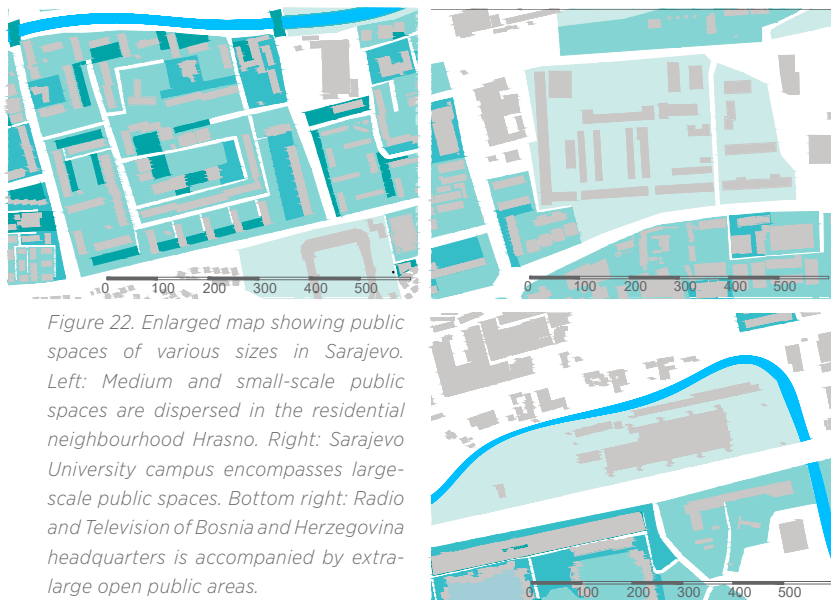 0 100 200 300 400 500
0 100 200 300 400 500
Figure 22. Enlarged map showing public
spaces of various sizes in Sarajevo.
Left: Medium and small-scale public
spaces are dispersed in the residential
neighbourhood Hrasno. Right: Sarajevo
University campus encompasses large-
scale public spaces. Bottom right: Radio
and Television of Bosnia and Herzegovina
headquarters is accompanied by extra-
large open public areas.
0 100 200 300 400 500